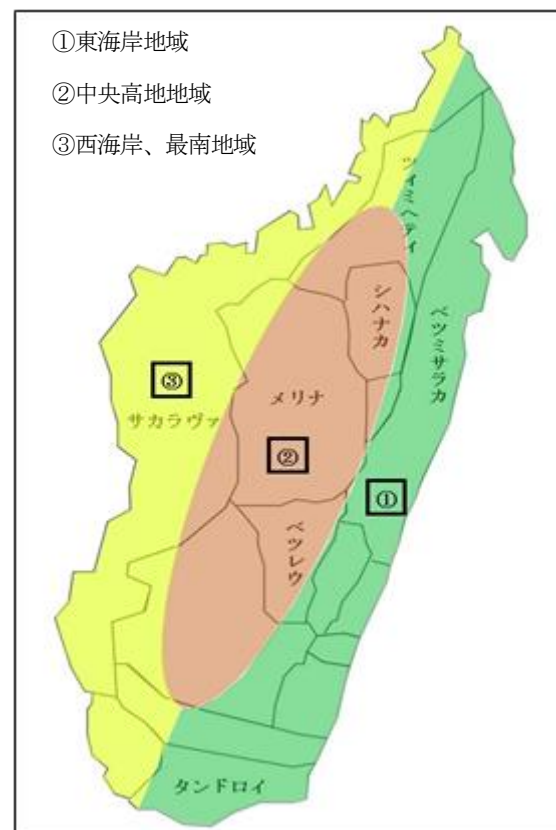 ①東海岸地域
②中央高地地域
③西海岸、最南地域
ツイミヘティ
シハナカ
ベツミサラカ
③
サカラヴァ
メリナ
②
①
ベツレウ
タンドロイ